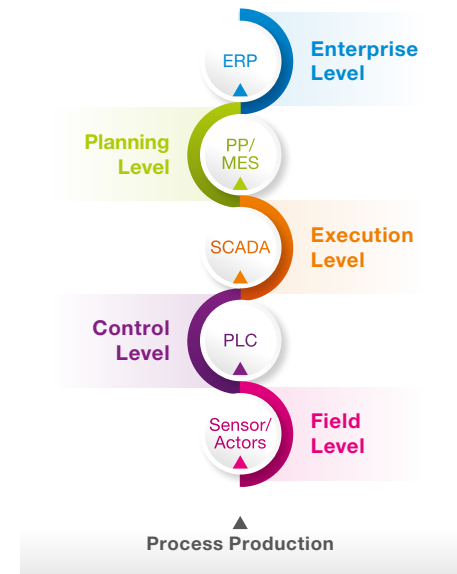 ERP
Enterprise
Level
Planning
Level
PP/
MES
SCADA
Execution
Level
Control
Level
PLC
Sensor/
Actors
Field
Level
Process Production